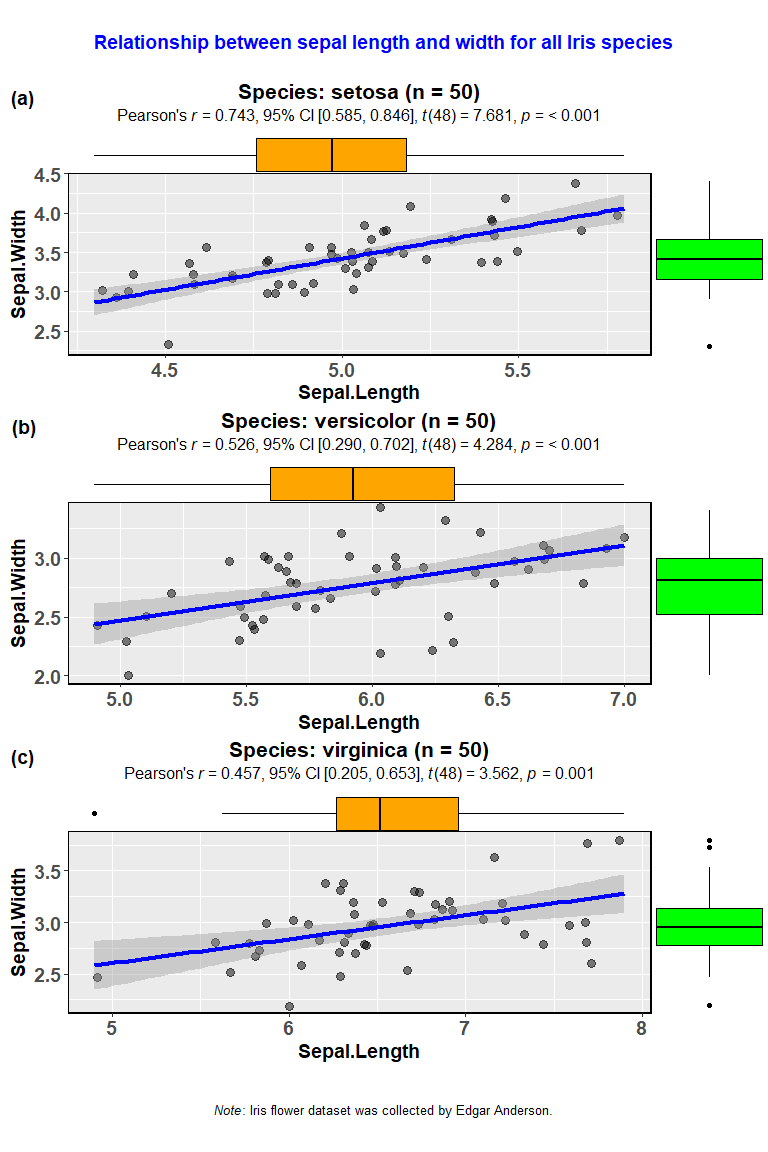 Relationship between sepal length and width for all Iris species
(a)
Species: setosa (n = 50)
Pearson's r = 0.743, 95% CI [0.585, 0.846], t(48) = 7.681, p = < 0.001
4.5
4.0
3.5
3.0
2.5
Sepal.Width
4.5 5.0 5.5
Sepal.Length
(b)
Species: versicolor (n = 50)
Pearson's r = 0.526, 95% CI [0.290, 0.702], t(48) = 4.284, p = < 0.001
3.0
2.5
2.0
Sepal.Width
5.0 5.5 6.0 6.5 7.0
Sepal.Length
(c)
Species: virginica (n = 50)
Pearson's r = 0.457, 95% CI [0.205, 0.653], t(48) = 3.562, p = 0.001
3.5
3.0
2.5
Sepal.Width
5 6 7 8
Sepal.Length
Note: Iris flower dataset was collected by Edgar Anderson.